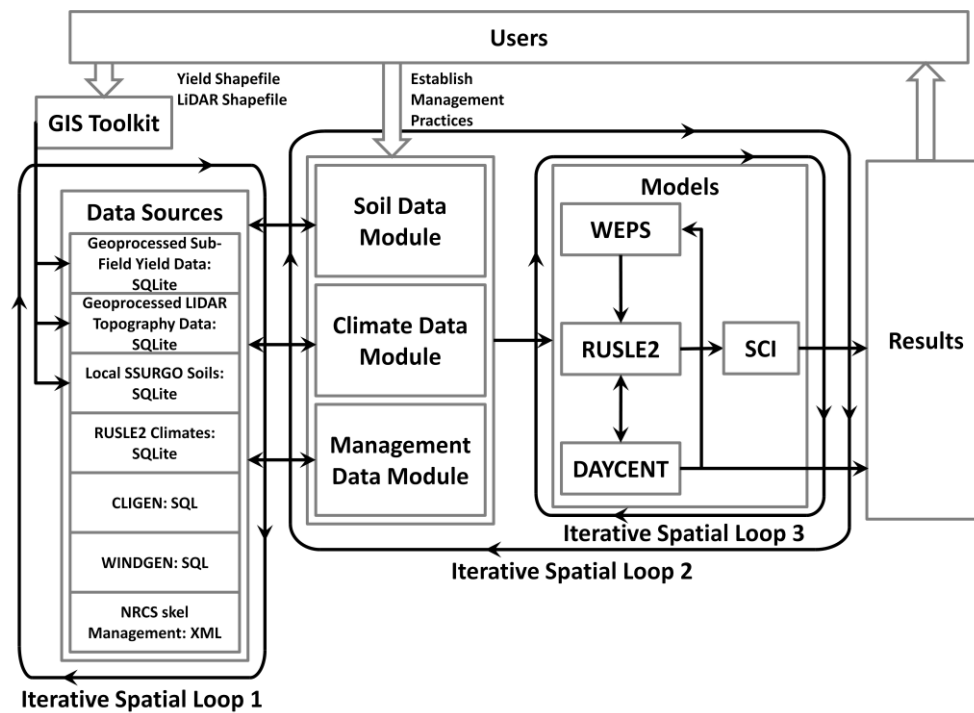 Users
Yield Shapefile
LiDAR Shapefile
Establish
Management
Practices
GIS Toolkit
Data Sources
Geoprocessed Sub-
Field Yield Data:
SQLite
Geoprocessed LIDAR
Topography Data:
SQLite
Local SSURGO Soils:
SQLite
RUSLE2 Climates:
SQLite
CLIGEN: SQL
WINDGEN: SQL
NRCS skel
Management: XML
Iterative Spatial Loop 1
Soil Data
Module
Climate Data
Module
Management
Data Module
Iterative Spatial Loop 2
Models
WEPS
RUSLE2
SCI
DAYCENT
Iterative Spatial Loop 3
Results